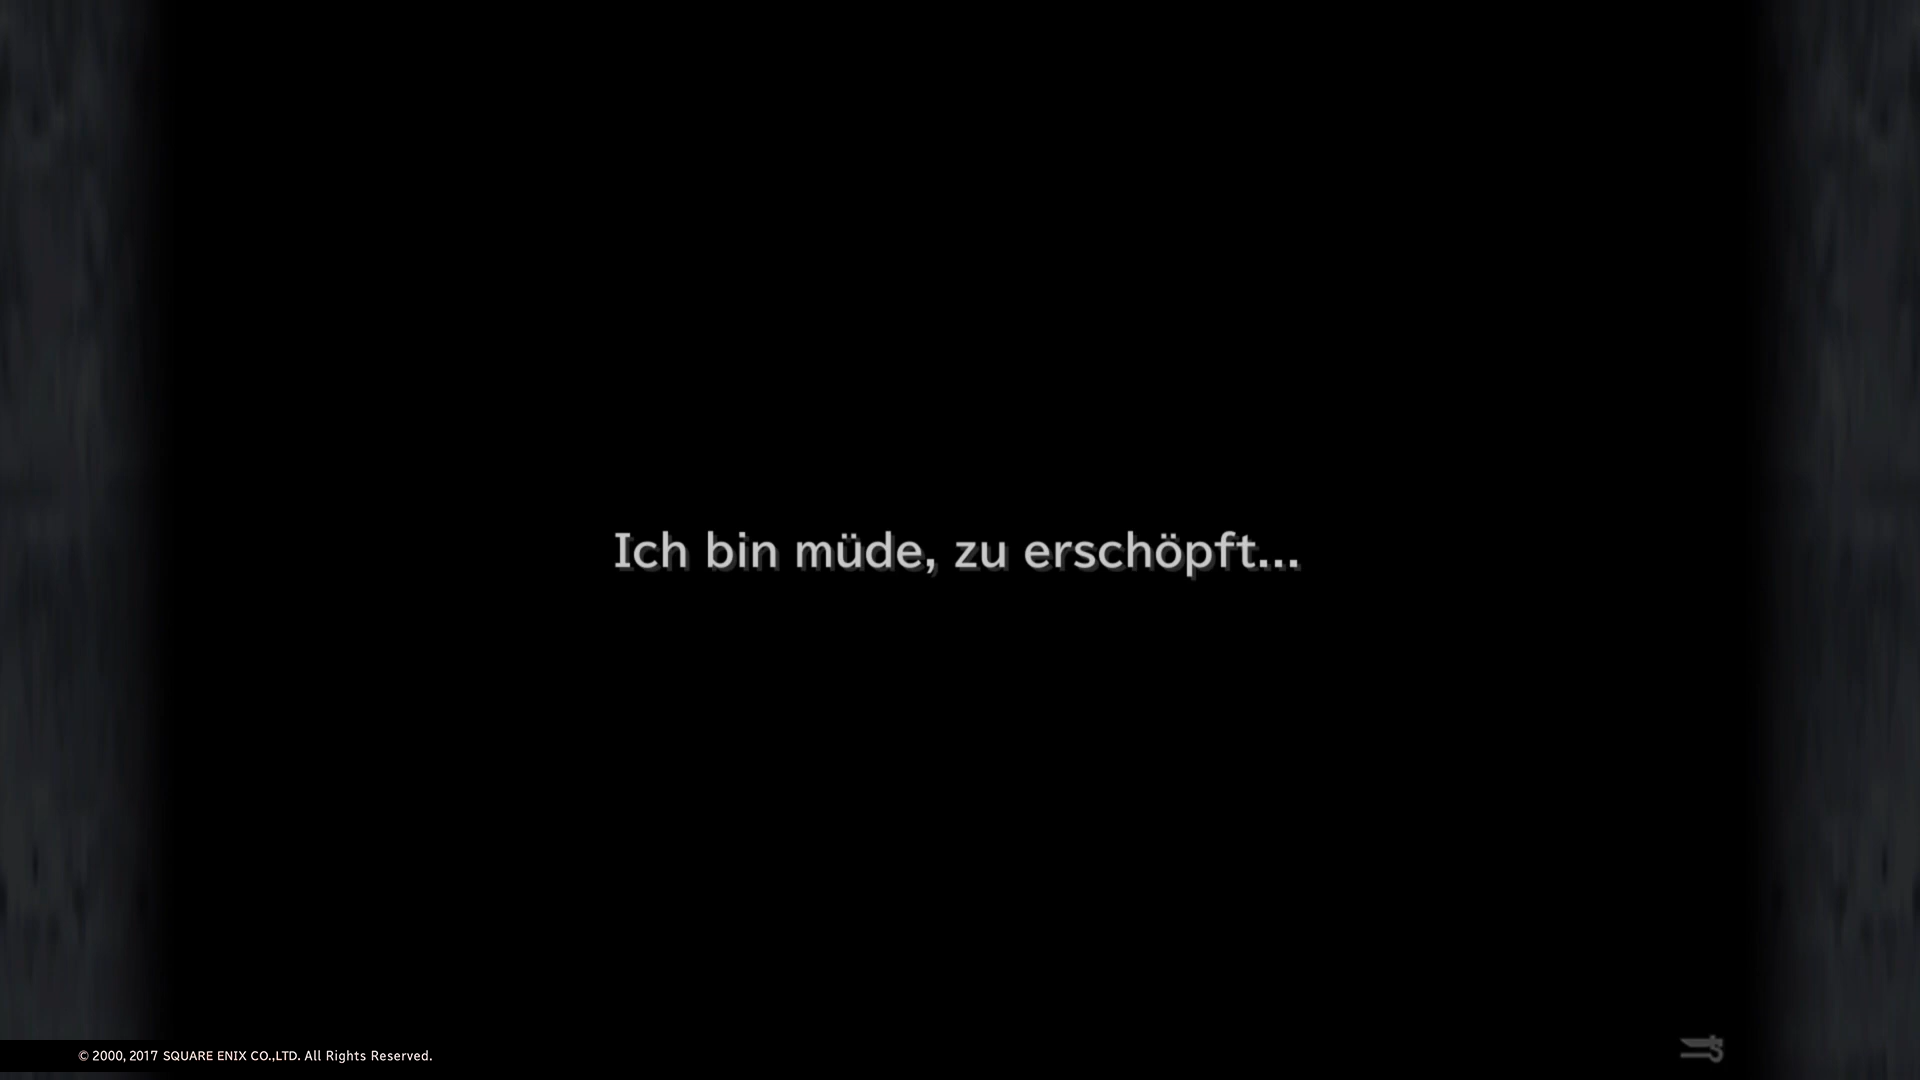 Ich bin müde, zu erschöpft...
© 2000, 2017 SQUARE ENIX CO.,LTD. All Rights Reserved.